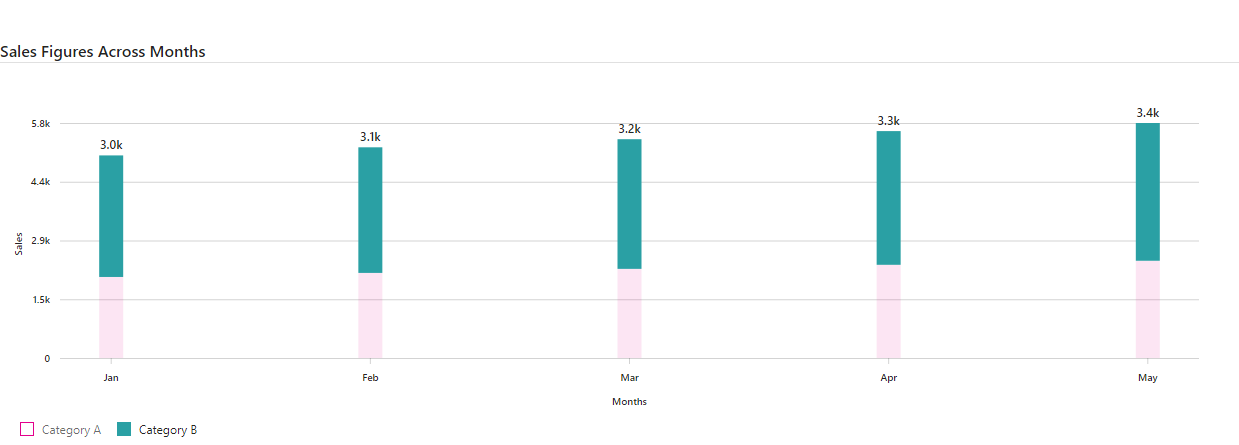 Sales Figures Across Months
3.0k
3.1k
3.2k
3.3k
3.4k
5.8k
4.4k
2.9k
1.5k
0
Sales
Jan
Feb
Mar
Apr
May
Months
Category A
Category B